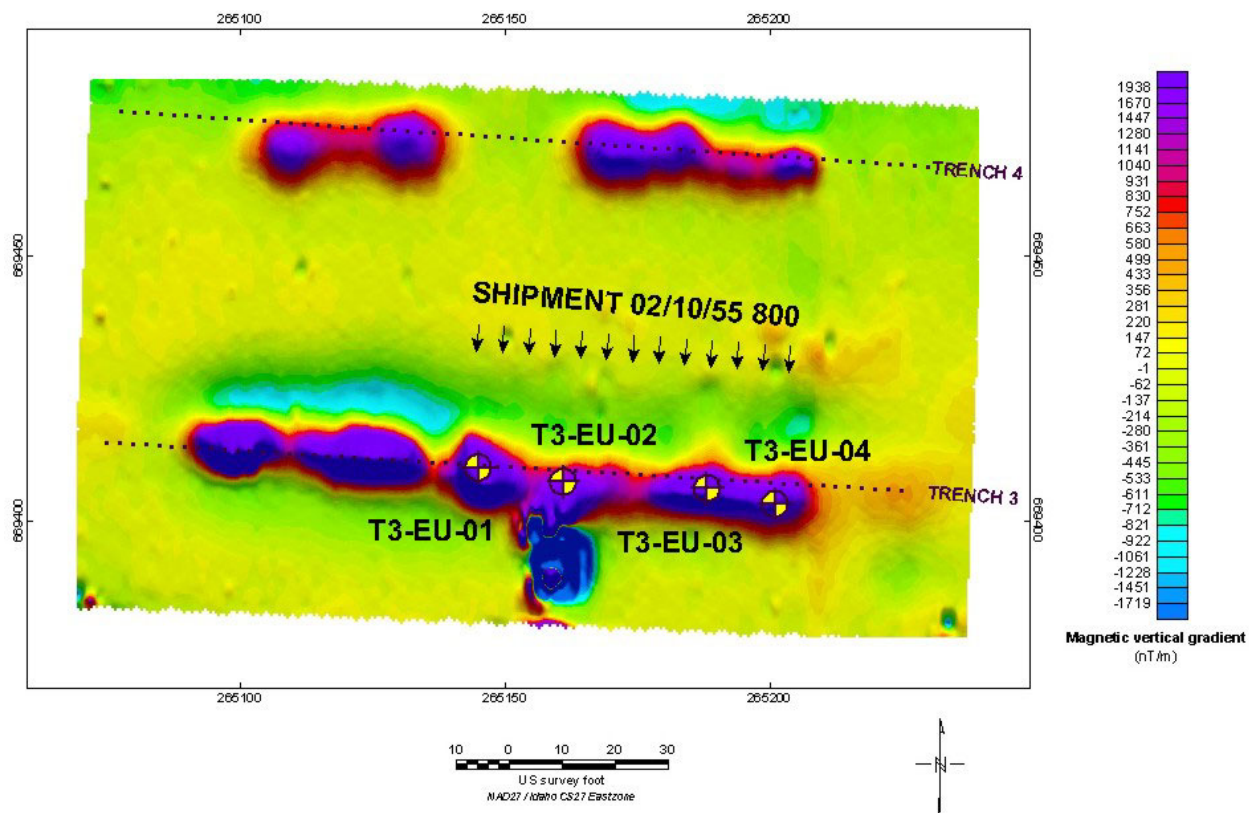 265100 265150 265200
TRENCH 4
669450 669450
SHIPMENT 02/10/55 800
T3-EU-02
T3-EU-04
TRENCH 3
T3-EU-01 T3-EU-03
669400 669400
265100 265150 265200
1938
1670
1447
1280
1141
1040
931
830
752
663
580
499
433
356
281
220
147
72
-1
-62
-137
-214
-280
-361
-445
-533
-611
-712
-821
-922
-1061
-1228
-1451
-1719
Magnetic vertical gradient
(nT/m)
10 0 10 20 30
US survey foot
NAD27 / Idaho CS27 Eastzone
N